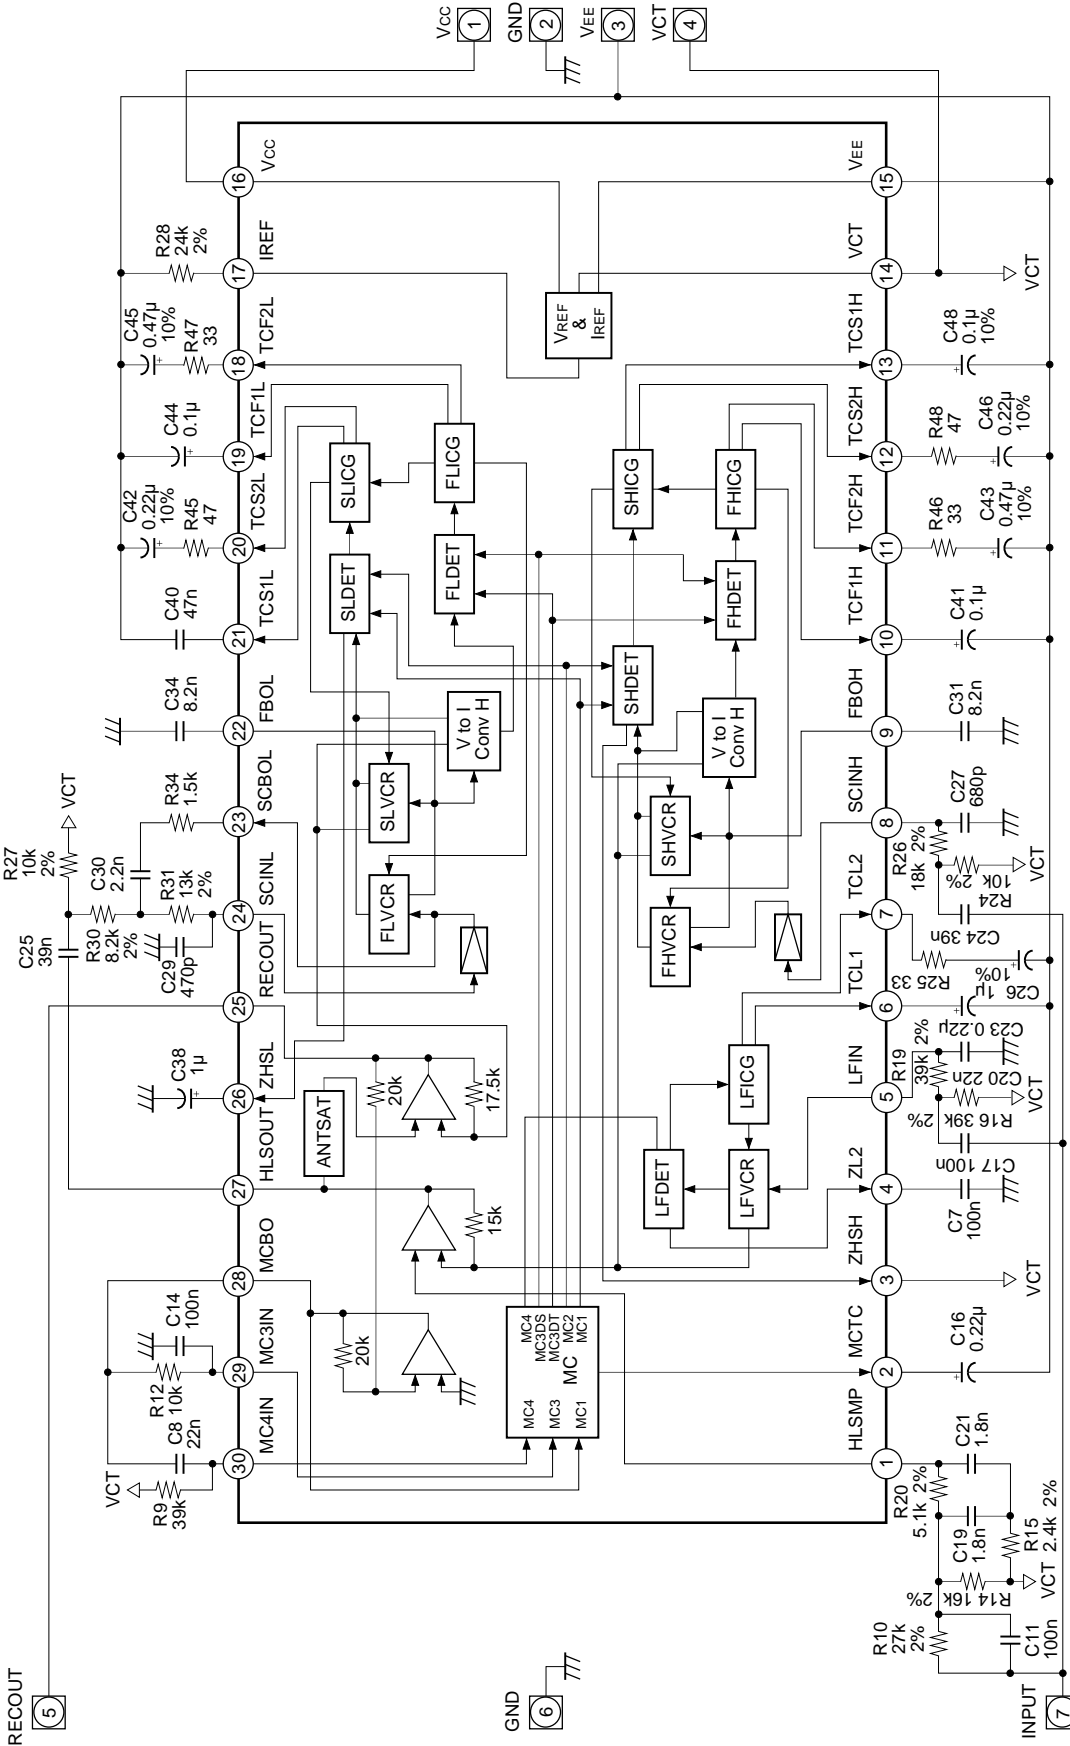 VCC
1
GND
2
VEE
3
VCT
4
RECOUT
5
GND
6
INPUT
7
16
VCC
17
IREF
R28
24k
2%
18
TCF2L
C45
0.47µ
10%
+
R47
33
19
TCF1L
C44
0.1µ
+
20
TCS2L
C42
0.22µ
10%
+
R45
47
21
TCS1L
C40
47n
22
FBOL
C34
8.2n
23
SCBOL
R34
1.5k
VCT
R27
10k
2%
C30
2.2n
24
SCINL
R31
13k
2%
C25
39n
R30
8.2k
2%
C29
470p
25
RECOUT
26
ZHSL
C38
1µ
+
27
HLSOUT
28
MCBO
29
MC3IN
C14
100n
R12
10k
30
MC4IN
C8
22n
VCT
R9
39k
15
VEE
14
VCT
VCT
13
TCS1H
C48
0.1µ
10%
+
12
TCS2H
R48
47
C46
0.22µ
10%
+
11
TCF2H
R46
33
C43
0.47µ
10%
+
10
TCF1H
C41
0.1µ
+
9
FBOH
C31
8.2n
8
SCINH
C27
680p
R26
18k 2%
R24
10k 2%
VCT
C24 39n
7
TCL2
R25 33
C26 1µ
10%
+
6
TCL1
C23 0.22µ
+
5
LFIN
R19
39k 2%
C20 22n
R16 39k 2%
VCT
C17 100n
4
ZL2
C7
100n
3
ZHSH
VCT
2
MCTC
C16
0.22µ
+
1
HLSMP
C21
1.8n
R20
5.1k 2%
C19
1.8n
R15
2.4k 2%
VCT
R14 16k 2%
R10
27k
2%
C11
100n
VREF
&
IREF
SLICG
FLICG
SLDET
FLDET
V to I
Conv H
SLVCR
FLVCR
SHICG
FHICG
SHDET
FHDET
V to I
Conv H
SHVCR
FHVCR
LFICG
LFDET
LFVCR
ANTSAT
20k
17.5k
15k
20k
MC4
MC3DS
MC3DT
MC2
MC1
MC
MC4
MC3
MC1